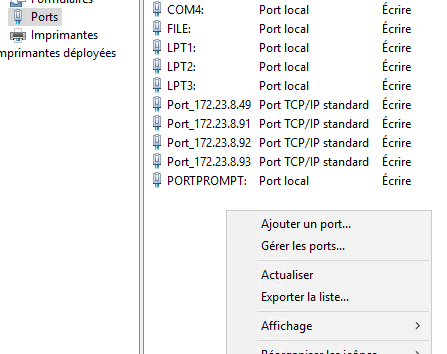 Formulaires
Ports
Imprimantes
mprimantes déployées
COM4: Port local Écrire
FILE: Port local Écrire
LPT1: Port local Écrire
LPT2: Port local Écrire
LPT3: Port local Écrire
Port_172.23.8.49 Port TCP/IP standard Écrire
Port_172.23.8.91 Port TCP/IP standard Écrire
Port_172.23.8.92 Port TCP/IP standard Écrire
Port_172.23.8.93 Port TCP/IP standard Écrire
PORTPROMPT: Port local Écrire
Ajouter un port...
Gérer les ports...
Actualiser
Exporter la liste...
Affichage
Réorganiser les icônes